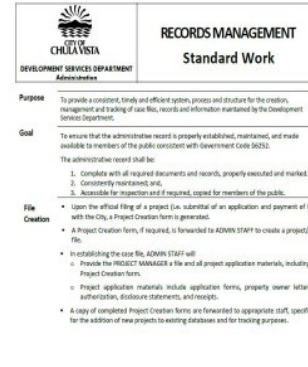 CITY OF
CHULA VISTA
DEVELOPMENT SERVICES DEPARTMENT
Administration
RECORDS MANAGEMENT
Standard Work
Purpose
To provide a consistent, timely and efficient system, process and structure for the creation,
management and tracking of case files, records and information maintained by the Development
Services Department.
Goal
To ensure that the administrative record is properly established, maintained, and made
available to members of the public consistent with Government Code §6252.
The administrative record shall be:
1. Complete with all required documents and records, properly executed and marked.
2. Consistently maintained; and,
3. Accessible for inspection and if required, copied for members of the public.
File
Creation
• Upon the official filing of a project (i.e. submittal of an application and payment of
with the City, a Project Creation form is generated.
• A Project Creation form, if required, is forwarded to ADMIN STAFF to create a project/
file.
• In establishing the case file, ADMIN STAFF will
o Provide the PROJECT MANAGER a file and all project application materials, including
Project Creation form.
o Project application materials include application forms, property owner letter
authorization, disclosure statements, and receipts.
• A copy of completed Project Creation forms are forwarded to appropriate staff,
for the addition of new projects to existing databases and for tracking purposes.